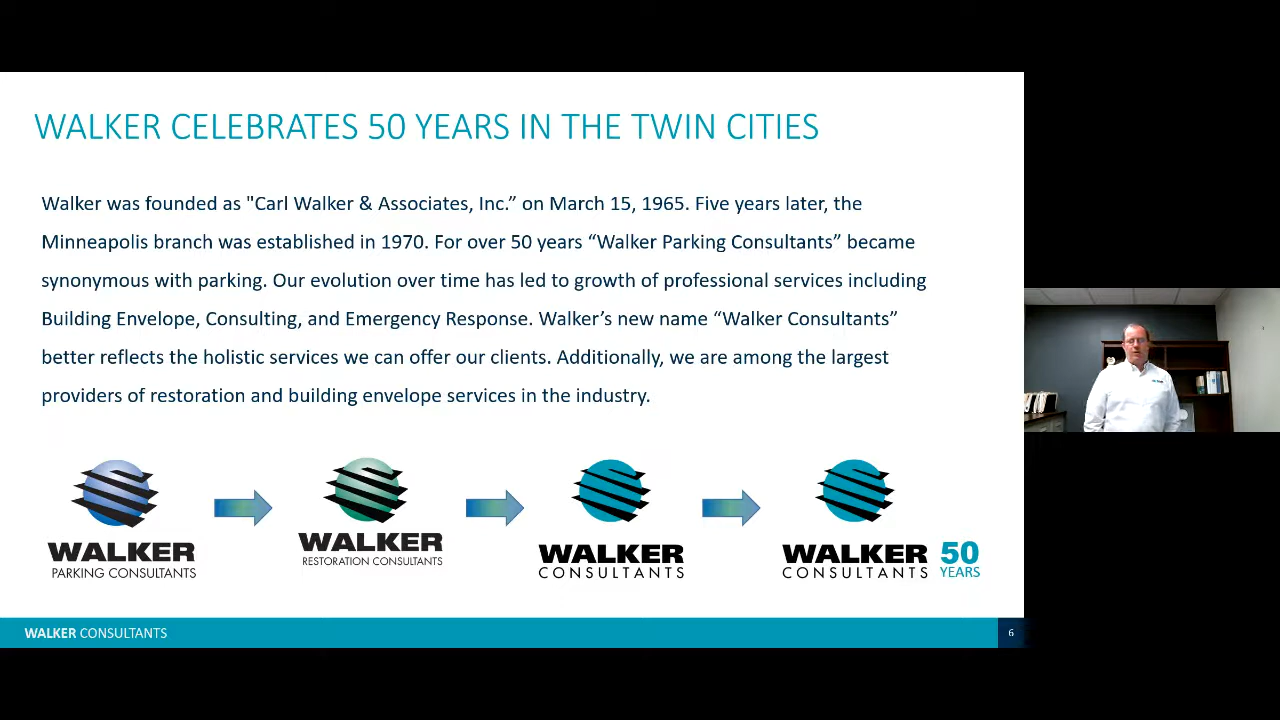 WALKER CELEBRATES 50 YEARS IN THE TWIN CITIES
Walker was founded as "Carl Walker & Associates, Inc.” on March 15, 1965. Five years later, the
Minneapolis branch was established in 1970. For over 50 years “Walker Parking Consultants” became
synonymous with parking. Our evolution over time has led to growth of professional services including
Building Envelope, Consulting, and Emergency Response. Walker’s new name “Walker Consultants”
better reflects the holistic services we can offer our clients. Additionally, we are among the largest
providers of restoration and building envelope services in the industry.
WALKER
PARKING CONSULTANTS
WALKER
RESTORATION CONSULTANTS
WALKER
CONSULTANTS
WALKER
CONSULTANTS
50
YEARS
WALKER CONSULTANTS
6